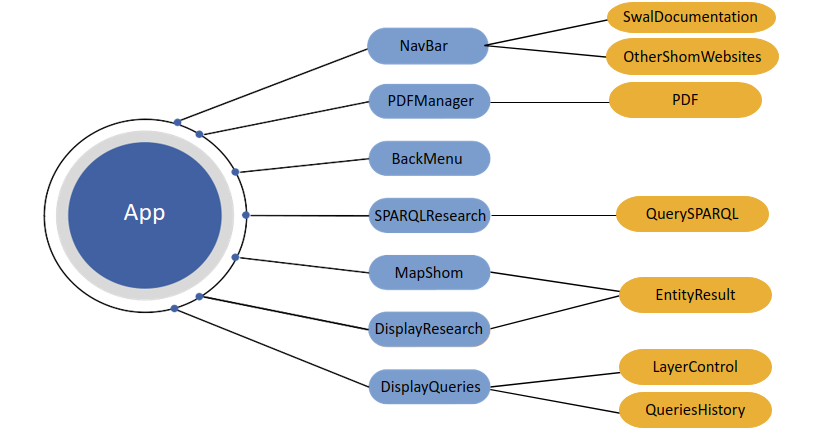 App
NavBar
PDFManager
BackMenu
SPARQLResearch
MapShom
DisplayResearch
DisplayQueries
SwalDocumentation
OtherShomWebsites
PDF
QuerySPARQL
EntityResult
LayerControl
QueriesHistory